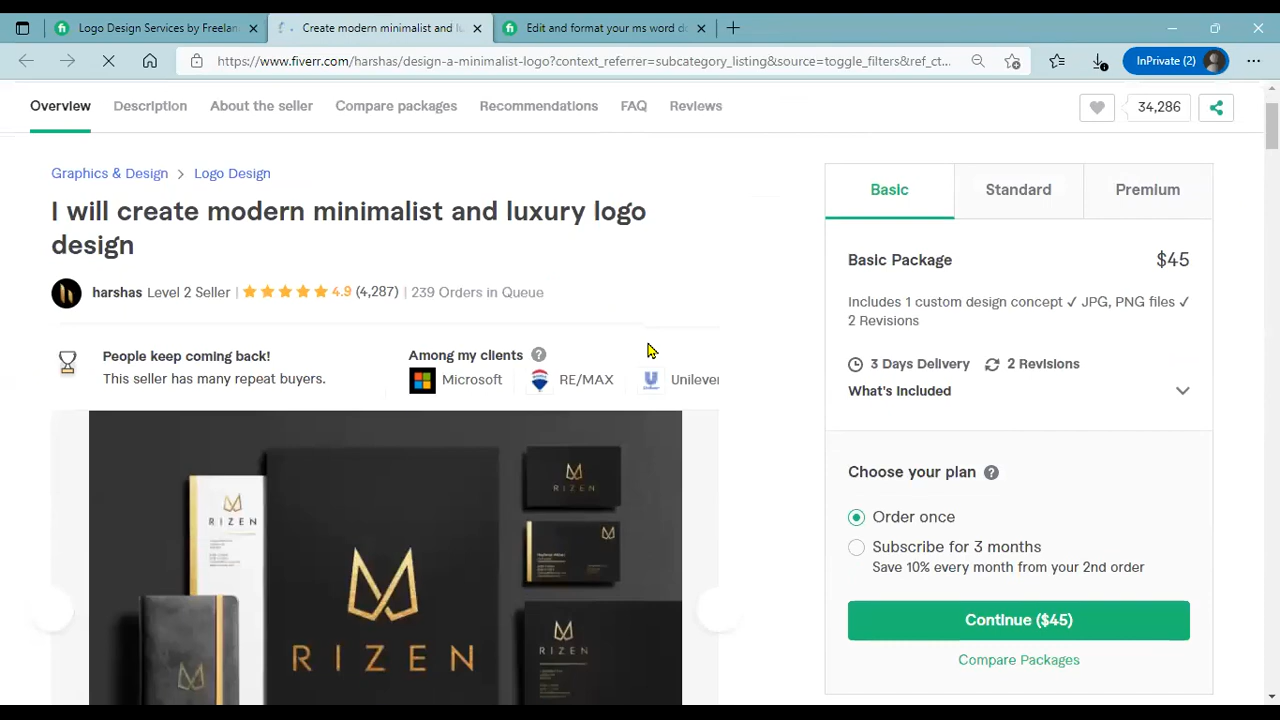 Logo Design Services by Freelan
Create modern minimalist and lu
Edit and format your ms word d
https://www.fiverr.com/harshas/design-a-minimalist-logo?context_referrer=subcategory_listing&source=toggle_filters&ref_ct...
InPrivate (2)
Overview
Description
About the seller
Compare packages
Recommendations
FAQ
Reviews
34,286
Graphics & Design > Logo Design
I will create modern minimalist and luxury logo
design
harshas Level 2 Seller | 4.9 (4,287) | 239 Orders in Queue
People keep coming back!
This seller has many repeat buyers.
Among my clients
Microsoft
RE/MAX
Unilever
RIZEN
RIZEN
RIZEN
Basic
Standard
Premium
Basic Package
$45
Includes 1 custom design concept ✓ JPG, PNG files ✓
2 Revisions
3 Days Delivery
2 Revisions
What's Included
Choose your plan
Order once
Subscribe for 3 months
Save 10% every month from your 2nd order
Continue ($45)
Compare Packages